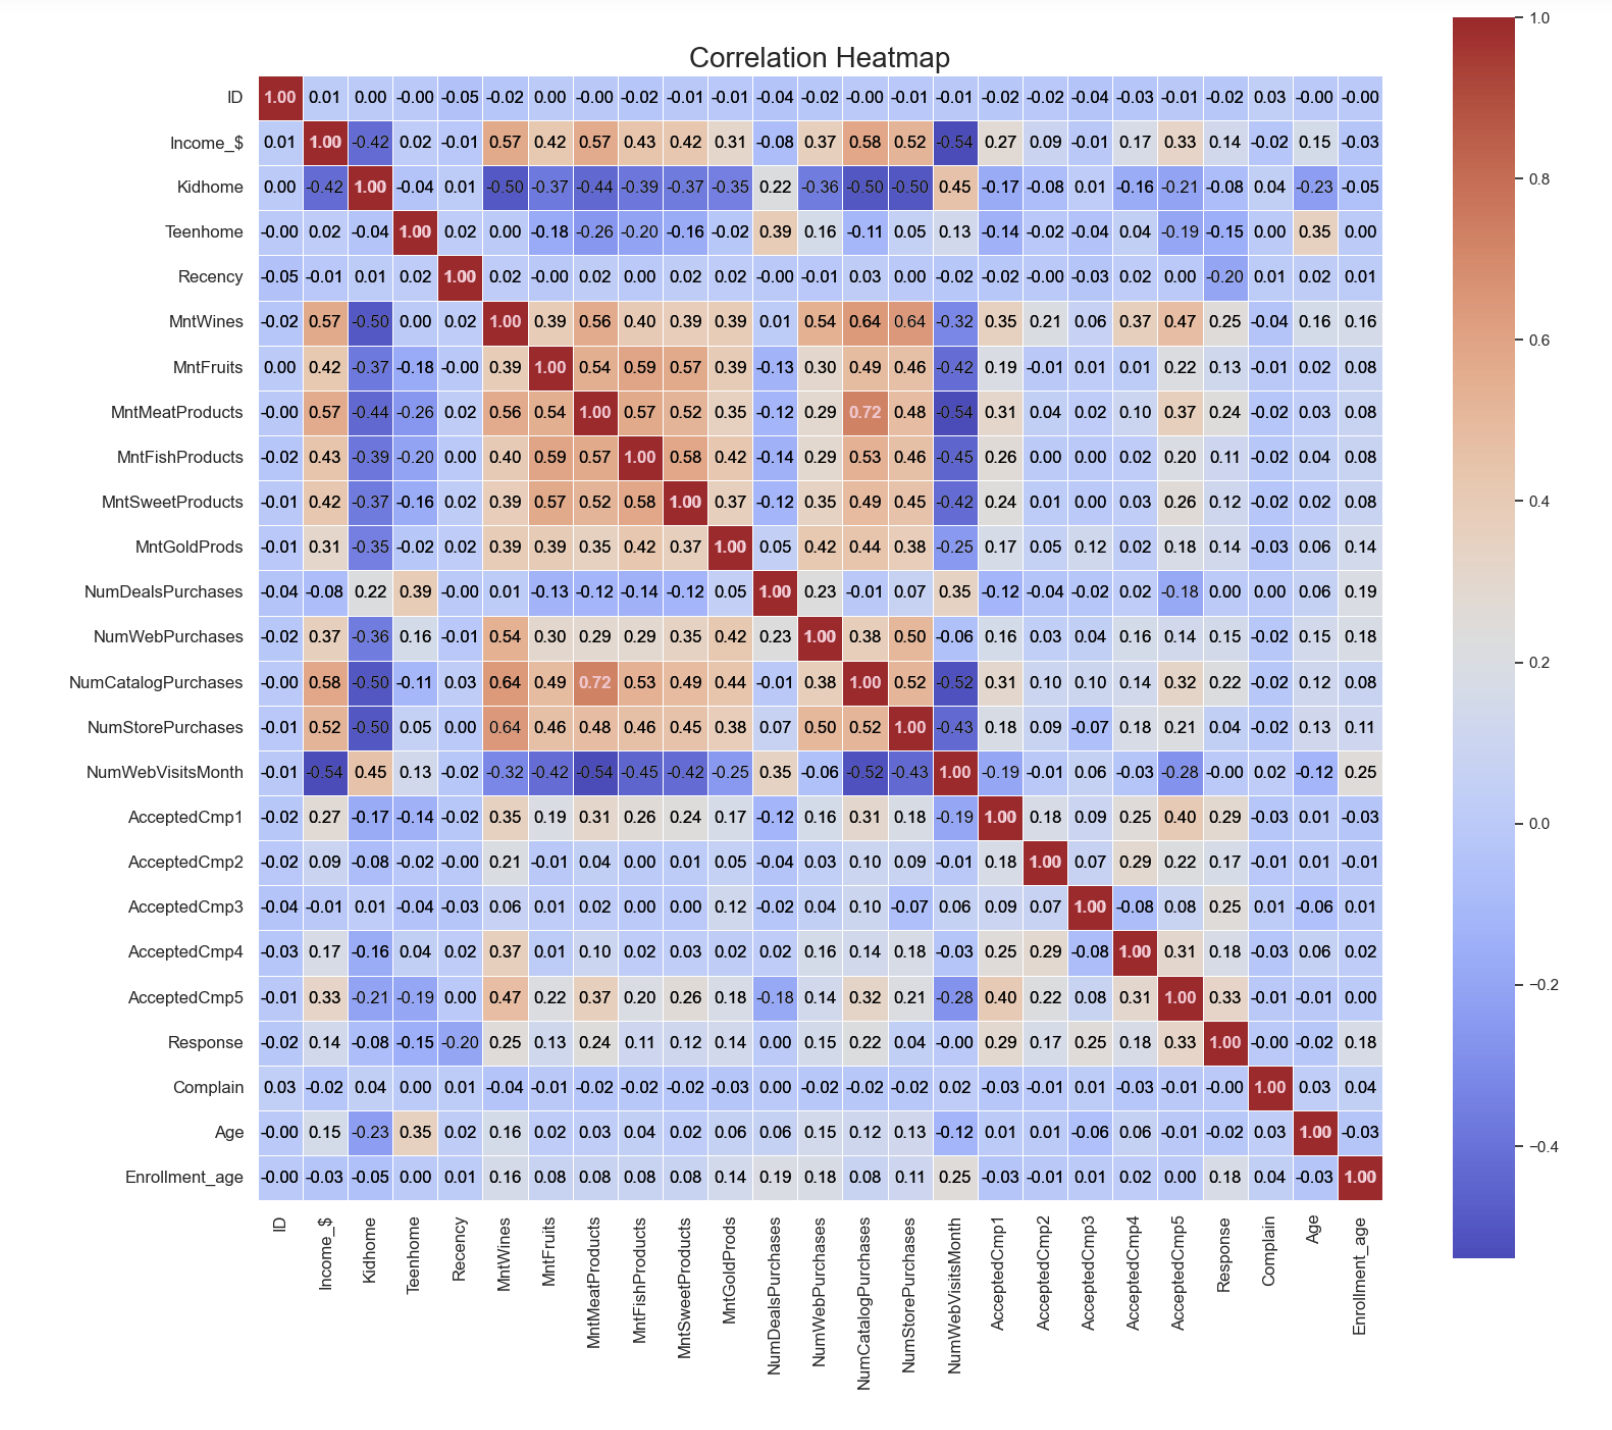 1.0
Correlation Heatmap
ID 1.00 0.01 0.00 -0.00 -0.05 -0.02 0.00 -0.00 -0.02 -0.01 -0.01 -0.04 -0.02 -0.00 -0.01 -0.01 -0.02 -0.02 -0.04 -0.03 -0.01 -0.02 0.03 -0.00 -0.00
Income_$ 0.01 1.00 -0.42 0.02 -0.01 0.57 0.42 0.57 0.43 0.42 0.31 -0.08 0.37 0.58 0.52 -0.54 0.27 0.09 -0.01 0.17 0.33 0.14 -0.02 0.15 -0.03
0.8
Kidhome 0.00 -0.42 1.00 -0.04 0.01 -0.50 -0.37 -0.44 -0.39 -0.37 -0.35 0.22 -0.36 -0.50 -0.50 0.45 -0.17 -0.08 0.01 -0.16 -0.21 -0.08 0.04 -0.23 -0.05
Teenhome -0.00 0.02 -0.04 1.00 0.02 0.00 -0.18 -0.26 -0.20 -0.16 -0.02 0.39 0.16 -0.11 0.05 0.13 -0.14 -0.02 -0.04 0.04 -0.19 -0.15 0.00 0.35 0.00
Recency -0.05 -0.01 0.01 0.02 1.00 0.02 -0.00 0.02 0.00 0.02 0.02 -0.00 -0.01 0.03 0.00 -0.02 -0.02 -0.00 -0.03 0.02 0.00 -0.20 0.01 0.02 0.01
MntWines -0.02 0.57 -0.50 0.00 0.02 1.00 0.39 0.56 0.40 0.39 0.39 0.01 0.54 0.64 0.64 -0.32 0.35 0.21 0.06 0.37 0.47 0.25 -0.04 0.16 0.16
0.6
MntFruits 0.00 0.42 -0.37 -0.18 -0.00 0.39 1.00 0.54 0.59 0.57 0.39 -0.13 0.30 0.49 0.46 -0.42 0.19 -0.01 0.01 0.01 0.22 0.13 -0.01 0.02 0.08
MntMeatProducts -0.00 0.57 -0.44 -0.26 0.02 0.56 0.54 1.00 0.57 0.52 0.35 -0.12 0.29 0.72 0.48 -0.54 0.31 0.04 0.02 0.10 0.37 0.24 -0.02 0.03 0.08
MntFishProducts -0.02 0.43 -0.39 -0.20 0.00 0.40 0.59 0.57 1.00 0.58 0.42 -0.14 0.29 0.53 0.46 -0.45 0.26 0.00 0.00 0.02 0.20 0.11 -0.02 0.04 0.08
MntSweetProducts -0.01 0.42 -0.37 -0.16 0.02 0.39 0.57 0.52 0.58 1.00 0.37 -0.12 0.35 0.49 0.45 -0.42 0.24 0.01 0.00 0.03 0.26 0.12 -0.02 0.02 0.08
0.4
MntGoldProds -0.01 0.31 -0.35 -0.02 0.02 0.39 0.39 0.35 0.42 0.37 1.00 0.05 0.42 0.44 0.38 -0.25 0.17 0.05 0.12 0.02 0.18 0.14 -0.03 0.06 0.14
NumDealsPurchases -0.04 -0.08 0.22 0.39 -0.00 0.01 -0.13 -0.12 -0.14 -0.12 0.05 1.00 0.23 -0.01 0.07 0.35 -0.12 -0.04 -0.02 0.02 -0.18 0.00 0.00 0.06 0.19
NumWebPurchases -0.02 0.37 -0.36 0.16 -0.01 0.54 0.30 0.29 0.29 0.35 0.42 0.23 1.00 0.38 0.50 -0.06 0.16 0.03 0.04 0.16 0.14 0.15 -0.02 0.15 0.18
0.2
NumCatalogPurchases -0.00 0.58 -0.50 -0.11 0.03 0.64 0.49 0.72 0.53 0.49 0.44 -0.01 0.38 1.00 0.52 -0.52 0.31 0.10 0.10 0.14 0.32 0.22 -0.02 0.12 0.08
NumStorePurchases -0.01 0.52 -0.50 0.05 0.00 0.64 0.46 0.48 0.46 0.45 0.38 0.07 0.50 0.52 1.00 -0.43 0.18 0.09 -0.07 0.18 0.21 0.04 -0.02 0.13 0.11
NumWebVisitsMonth -0.01 -0.54 0.45 0.13 -0.02 -0.32 -0.42 -0.54 -0.45 -0.42 -0.25 0.35 -0.06 -0.52 -0.43 1.00 -0.19 -0.01 0.06 -0.03 -0.28 -0.00 0.02 -0.12 0.25
AcceptedCmp1 -0.02 0.27 -0.17 -0.14 -0.02 0.35 0.19 0.31 0.26 0.24 0.17 -0.12 0.16 0.31 0.18 -0.19 1.00 0.18 0.09 0.25 0.40 0.29 -0.03 0.01 -0.03
0.0
AcceptedCmp2 -0.02 0.09 -0.08 -0.02 -0.00 0.21 -0.01 0.04 0.00 0.01 0.05 -0.04 0.03 0.10 0.09 -0.01 0.18 1.00 0.07 0.29 0.22 0.17 -0.01 0.01 -0.01
AcceptedCmp3 -0.04 -0.01 0.01 -0.04 -0.03 0.06 0.01 0.02 0.00 0.00 0.12 -0.02 0.04 0.10 -0.07 0.06 0.09 0.07 1.00 -0.08 0.08 0.25 0.01 -0.06 0.01
AcceptedCmp4 -0.03 0.17 -0.16 0.04 0.02 0.37 0.01 0.10 0.02 0.03 0.02 0.02 0.16 0.14 0.18 -0.03 0.25 0.29 -0.08 1.00 0.31 0.18 -0.03 0.06 0.02
−0.2
AcceptedCmp5 -0.01 0.33 -0.21 -0.19 0.00 0.47 0.22 0.37 0.20 0.26 0.18 -0.18 0.14 0.32 0.21 -0.28 0.40 0.22 0.08 0.31 1.00 0.33 -0.01 -0.01 0.00
Response -0.02 0.14 -0.08 -0.15 -0.20 0.25 0.13 0.24 0.11 0.12 0.14 0.00 0.15 0.22 0.04 -0.00 0.29 0.17 0.25 0.18 0.33 1.00 -0.00 -0.02 0.18
Complain 0.03 -0.02 0.04 0.00 0.01 -0.04 -0.01 -0.02 -0.02 -0.02 -0.03 0.00 -0.02 -0.02 -0.02 0.02 -0.03 -0.01 0.01 -0.03 -0.01 -0.00 1.00 0.03 0.04
Age -0.00 0.15 -0.23 0.35 0.02 0.16 0.02 0.03 0.04 0.02 0.06 0.06 0.15 0.12 0.13 -0.12 0.01 0.01 -0.06 0.06 -0.01 -0.02 0.03 1.00 -0.03
−0.4
Enrollment_age -0.00 -0.03 -0.05 0.00 0.01 0.16 0.08 0.08 0.08 0.08 0.14 0.19 0.18 0.08 0.11 0.25 -0.03 -0.01 0.01 0.02 0.00 0.18 0.04 -0.03 1.00
ID
Income_$
Kidhome
Teenhome
Recency
MntWines
MntFruits
MntMeatProducts
MntFishProducts
MntSweetProducts
MntGoldProds
NumDealsPurchases
NumWebPurchases
NumCatalogPurchases
NumStorePurchases
NumWebVisitsMonth
AcceptedCmp1
AcceptedCmp2
AcceptedCmp3
AcceptedCmp4
AcceptedCmp5
Response
Complain
Age
Enrollment_age